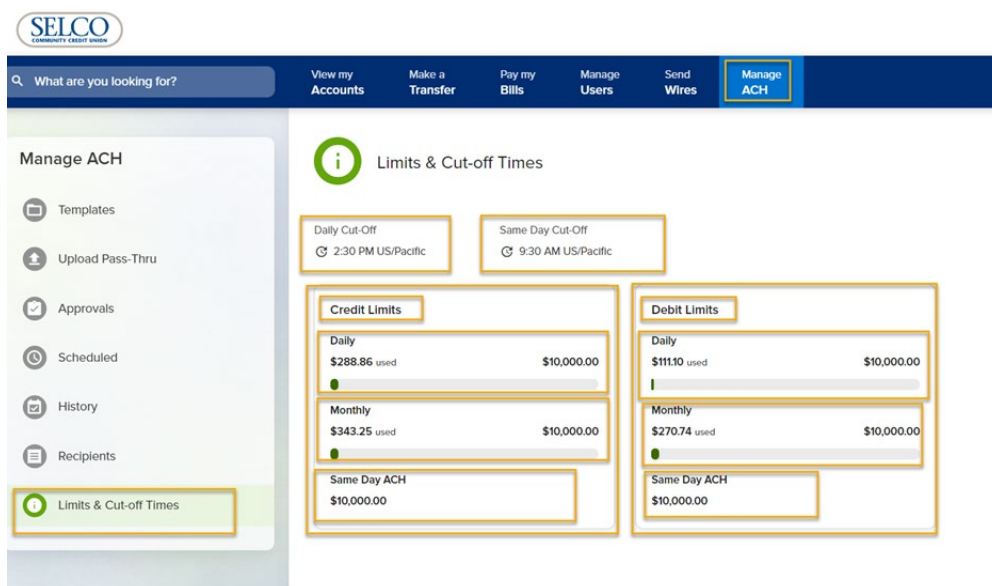 SELCO
COMMUNITY CREDIT UNION
What are you looking for?
View my
Accounts
Make a
Transfer
Pay my
Bills
Manage
Users
Send
Wires
Manage
ACH
Manage ACH
Templates
Upload Pass-Thru
Approvals
Scheduled
History
Recipients
Limits & Cut-off Times
Limits & Cut-off Times
Daily Cut-Off
2:30 PM US/Pacific
Same Day Cut-Off
9:30 AM US/Pacific
Credit Limits
Daily
$288.86 used $10,000.00
Monthly
$343.25 used $10,000.00
Same Day ACH
$10,000.00
Debit Limits
Daily
$111.10 used $10,000.00
Monthly
$270.74 used $10,000.00
Same Day ACH
$10,000.00